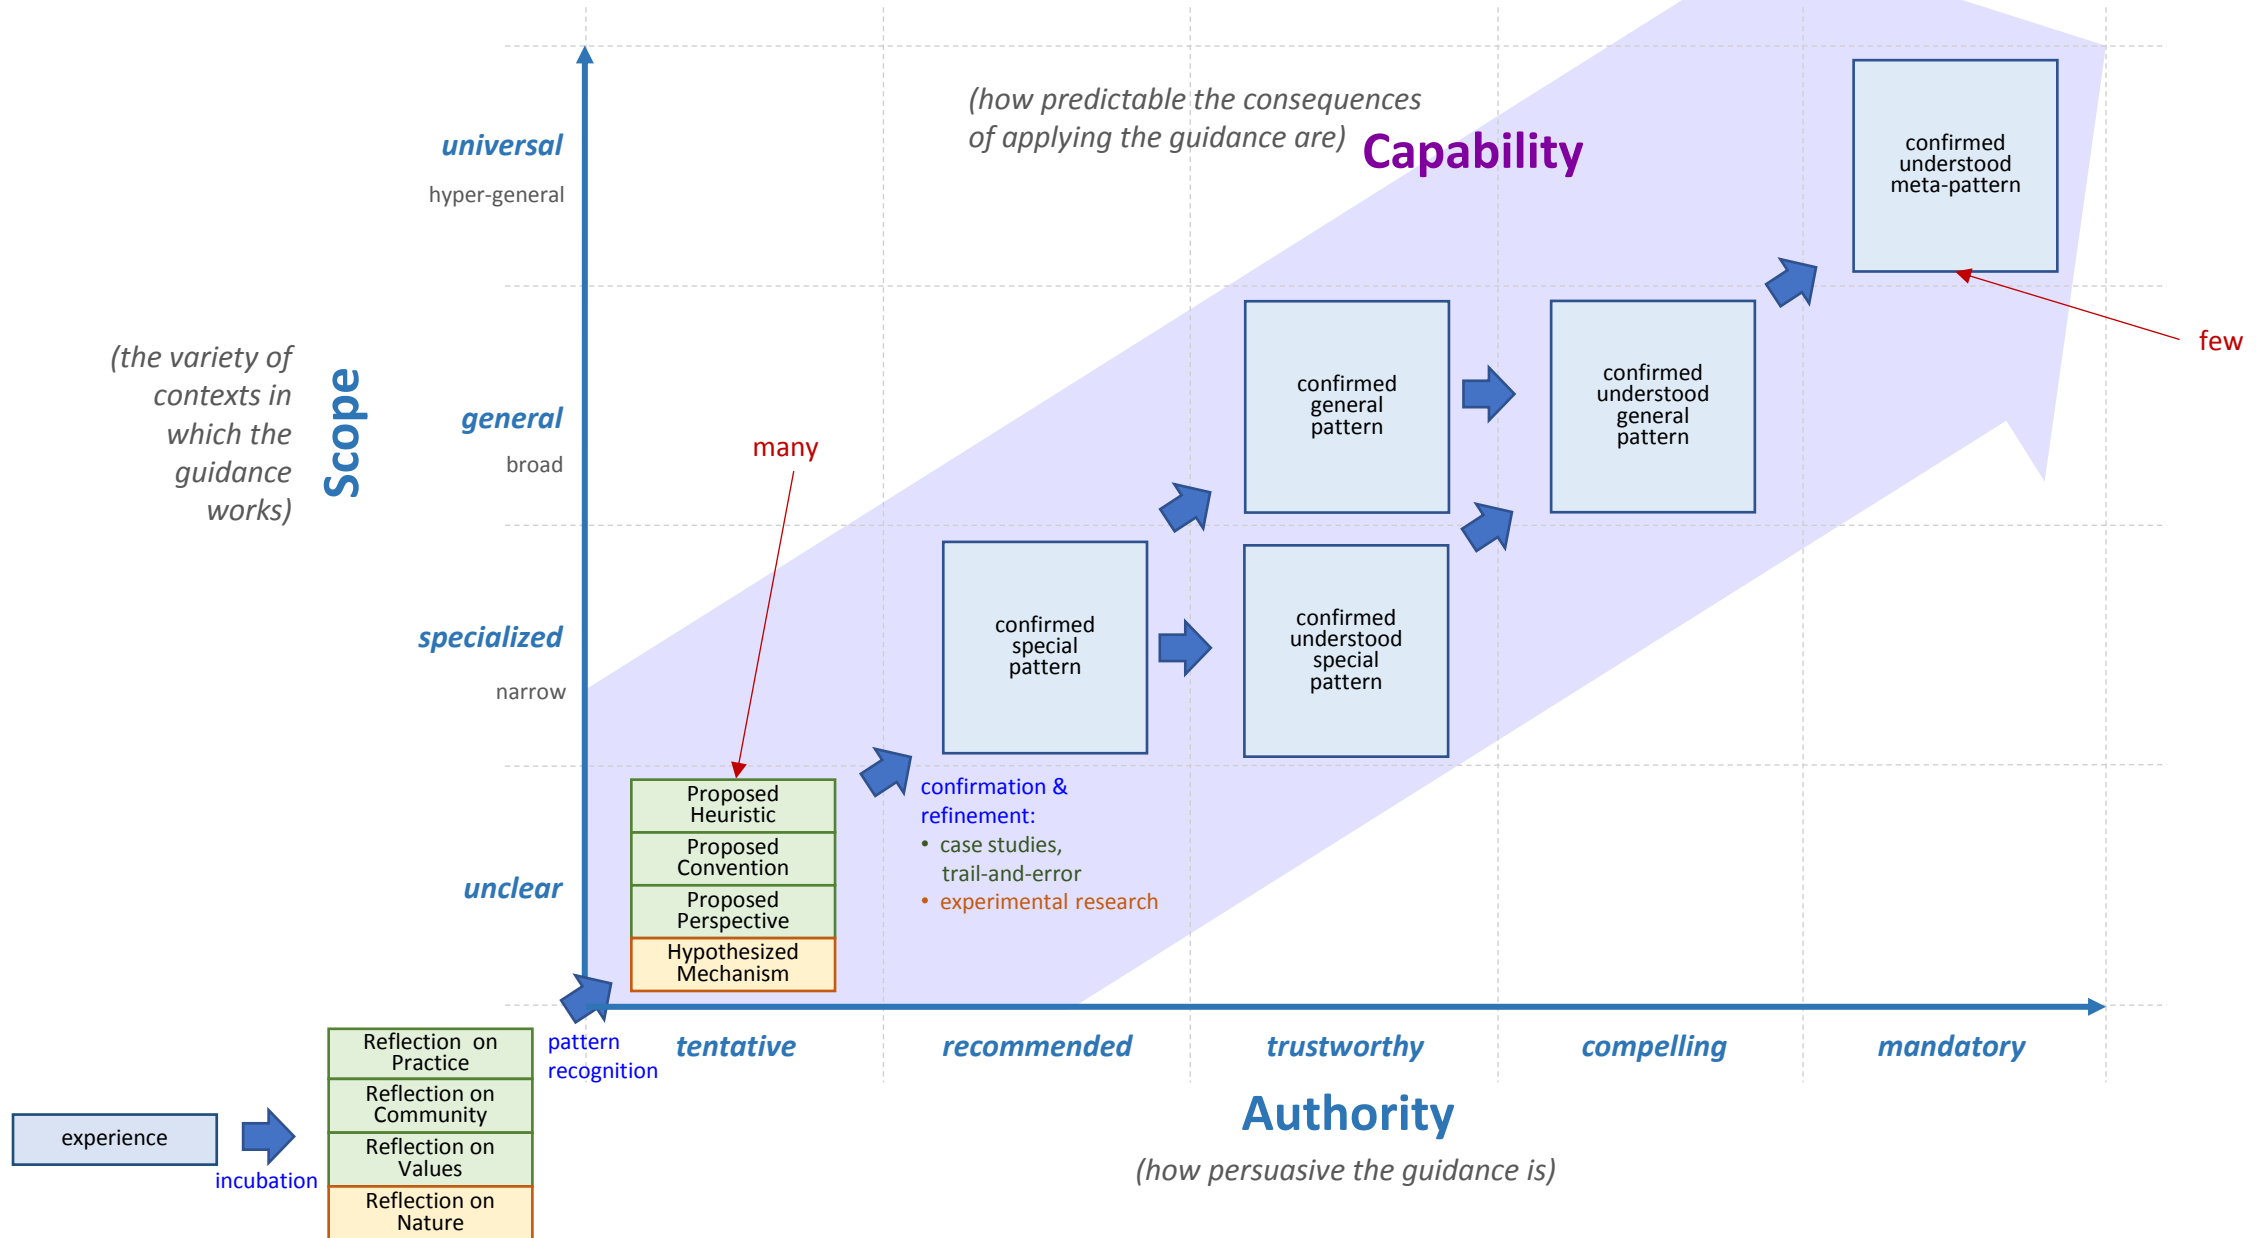 (how predictable the consequences
of applying the guidance are)
Capability
universal
hyper-general
confirmed
understood
meta-pattern
few
(the variety of
contexts in
which the
guidance
works)
Scope
general
broad
many
confirmed
general
pattern
confirmed
understood
general
pattern
specialized
narrow
confirmed
special
pattern
confirmed
understood
special
pattern
unclear
Proposed
Heuristic
Proposed
Convention
Proposed
Perspective
Hypothesized
Mechanism
confirmation &
refinement:
• case studies,
trail-and-error
• experimental research
pattern
recognition
tentative
recommended
trustworthy
compelling
mandatory
Authority
(how persuasive the guidance is)
experience
incubation
Reflection on
Practice
Reflection on
Community
Reflection on
Values
Reflection on
Nature